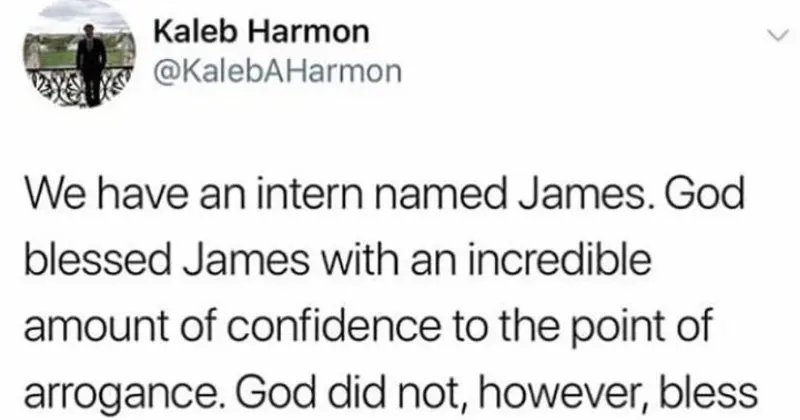 Kaleb Harmon
@KalebAHarmon
We have an intern named James. God
blessed James with an incredible
amount of confidence to the point of
arrogance. God did not, however, bless